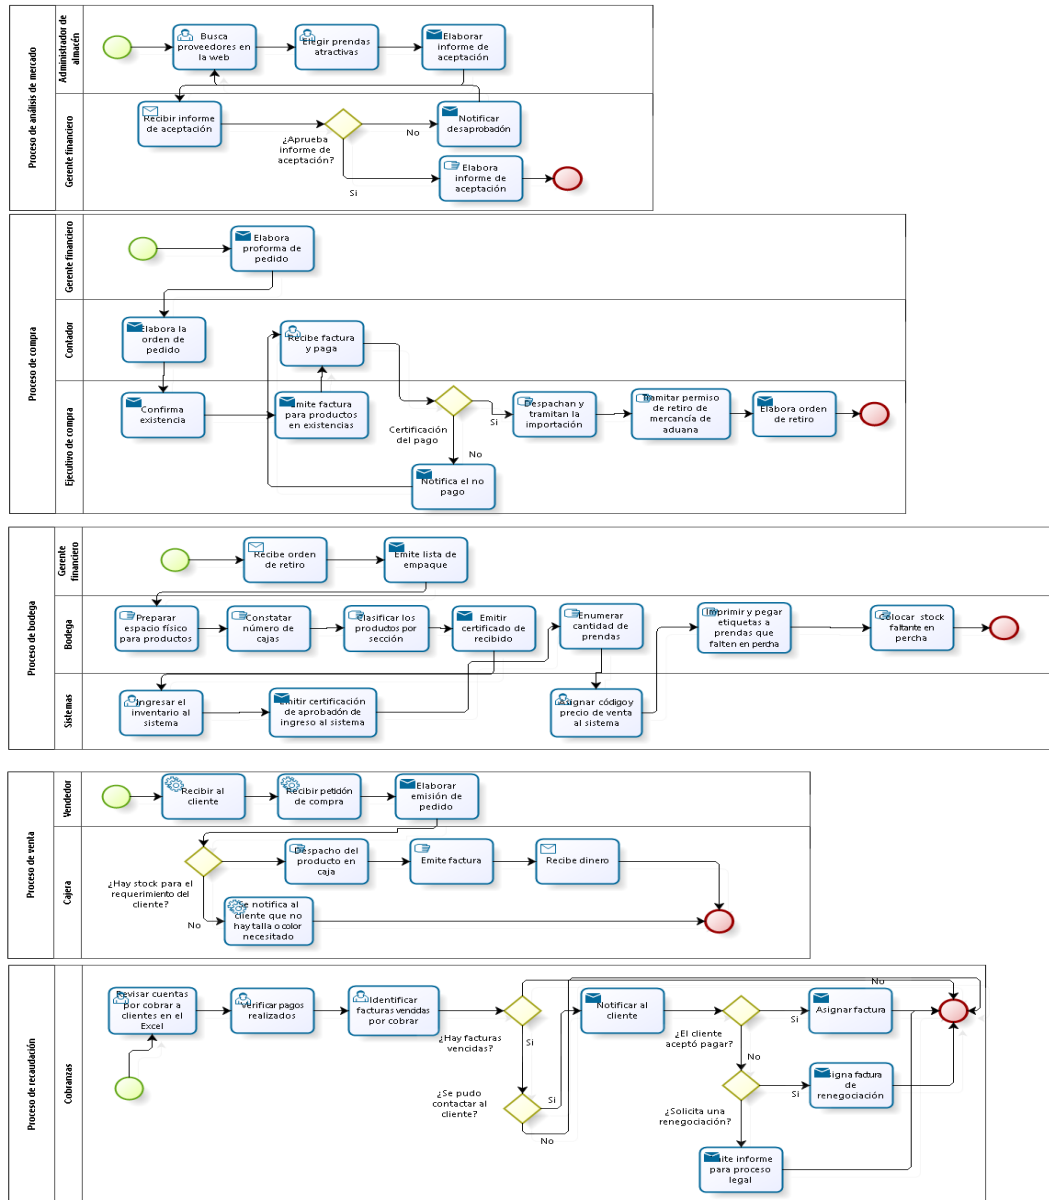 Proceso de análisis de mercado
Administrador de
almacén
Busca
proveedores en
la web
Elegir prendas
atractivas
Elaborar
informe de
aceptación
Gerente financiero
Recibir informe
de aceptación
¿Aprueba
informe de
aceptación?
No
Notificar
desaprobación
Si
Elabora
informe de
aceptación
Proceso de compra
Gerente financiero
Elabora
proforma de
pedido
Contador
Elabora la
orden de
pedido
Recibe factura
y paga
Ejecutivo de compra
Confirma
existencia
Emite factura
para productos
en existencias
Certificación
del pago
Si
No
Notifica el no
pago
Despachan y
tramitan la
importación
Tramitar permiso
de retiro de
mercancía de
aduana
Elabora orden
de retiro
Proceso de bodega
Gerente
financiero
Recibe orden
de retiro
Emite lista de
empaque
Bodega
Preparar
espacio físico
para productos
Constatar
número de
cajas
Clasificar los
productos por
sección
Emitir
certificado de
recibido
Enumerar
cantidad de
prendas
Imprimir y pegar
etiquetas a
prendas que
falten en percha
Colocar stock
faltante en
percha
Sistemas
Ingresar el
inventario al
sistema
Emitir certificación
de aprobación de
ingreso al sistema
Asignar código y
precio de venta
al sistema
Proceso de venta
Vendedor
Recibir al
cliente
Recibir petición
de compra
Elaborar
emisión de
pedido
Cajera
¿Hay stock para el
requerimiento del
cliente?
No
Despacho del
producto en
caja
Emite factura
Recibe dinero
Se notifica al
cliente que no
hay talla o color
necesitado
Proceso de recaudación
Cobranzas
Revisar cuentas
por cobrar a
clientes en el
Excel
Verificar pagos
realizados
Identificar
facturas vencidas
por cobrar
¿Hay facturas
vencidas?
Si
No
¿Se pudo
contactar al
cliente?
Si
No
Notificar al
cliente
¿El cliente
aceptó pagar?
Si
No
Asignar factura
¿Solicita una
renegociación?
Si
Asigna factura
de
renegociación
Emite informe
para proceso
legal